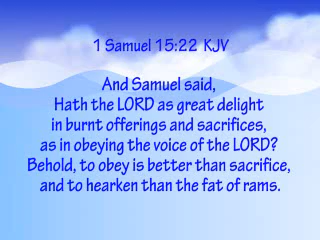 1 Samuel 15:22 KJV
And Samuel said,
Hath the LORD as great delight
in burnt offerings and sacrifices,
as in obeying the voice of the LORD?
Behold, to obey is better than sacrifice,
and to hearken than the fat of rams.